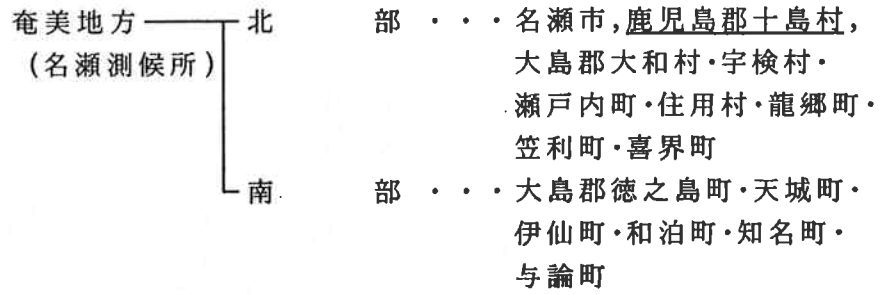 奄美地方 北部・・・名瀬市,鹿児島郡十島村,
(名瀬測候所) 大島郡大和村・宇検村・
瀬戸内町・住用村・龍郷町・
笠利町・喜界町
南部・・・大島郡徳之島町・天城町・
伊仙町・和泊町・知名町・
与論町